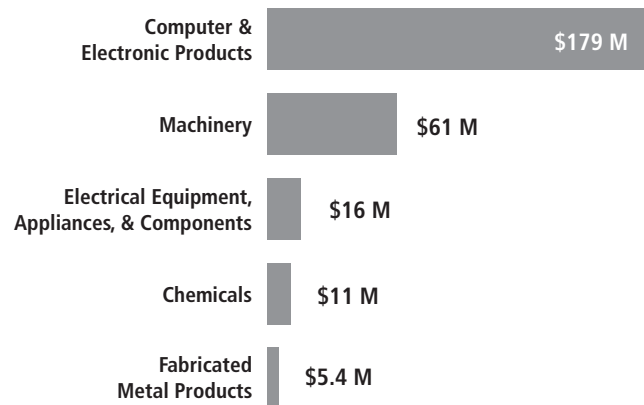 Computer &
Electronic Products
$179 M
Machinery
$61 M
Electrical Equipment,
Appliances, & Components
$16 M
Chemicals
$11 M
Fabricated
Metal Products
$5.4 M